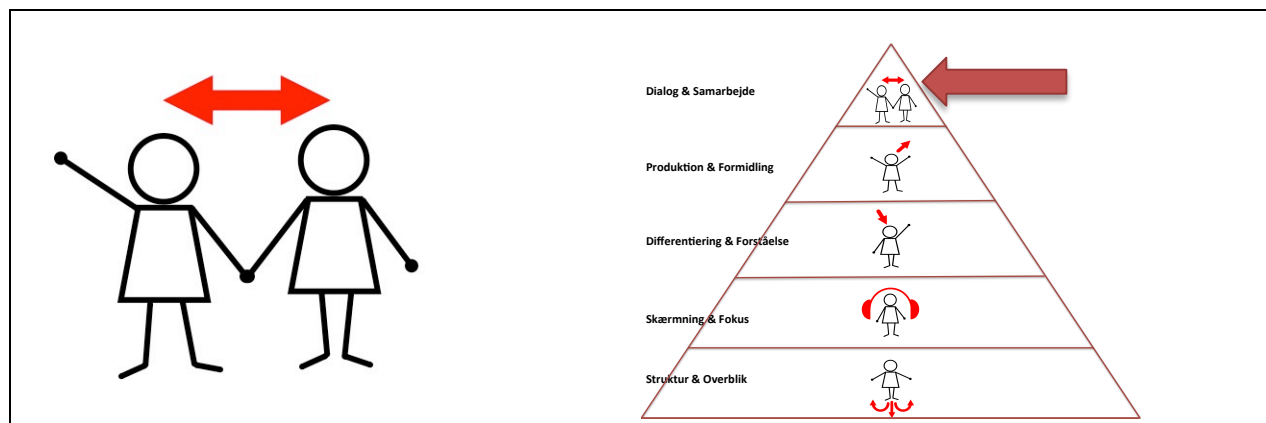 Dialog & Samarbejde
Produktion & Formidling
Differentiering & Forståelse
Skærmning & Fokus
Struktur & Overblik